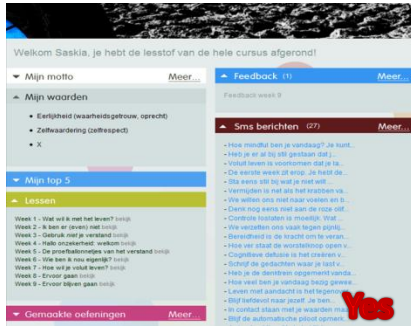 Welkom Saskia, je hebt de lesstof van de hele cursus afgerond!
Mijn motto Meer...
Mijn waarden
Eerlijkheid (waarheidsgetrouw, oprecht)
Zelfwaardering (zelfrespect)
X
Mijn top 5
Lessen
Week 1 - Wat wil ik met het leven? bekijk
Week 2 - Ik ben er (even) niet bekijk
Week 3 - Gebruik niet je verstand bekijk
Week 4 - Hallo onzekerheid: welkom bekijk
Week 5 - De proefballonnetjes van het verstand bekijk
Week 6 - Wie ben ik nou eigenlijk? bekijk
Week 7 - Hoe wil je voluit leven? bekijk
Week 8 - Ervoor gaan bekijk
Week 9 - Ervoor blijven gaan bekijk
Gemaakte oefeningen Meer...
Feedback (1) Meer...
Feedback week 9
Sms berichten (27) Meer...
- Hoe mindful ben je vandaag? Je kunt...
- Heb je er al bij stil gestaan dat j...
- Voluit leven is voorkomen dat je la...
- De eerste week zit erop. Je hebt de...
- Sta eens stil bij wat je niet wilt ...
- Vermijden is net als het krabben va...
- We willen ons niet naar voelen en b...
- Denk nog eens niet aan de roze olif...
- Controle loslaten is moeilijk. Wat ...
- We verzetten ons vaak tegen pijnlij...
- Bereidheid is de kracht om te veran...
- Hoe ver staat de worstelknop open v...
- Cognitieve defusie is het creëren v...
- Schrijf de gedachten waar je last v...
- Heb je de denktrein opgemerkt vanda...
- Hoe veel ben je vandaag bezig gewee...
- Leven met aandacht is het tegenover...
- Blijf liefdevol naar jezelf. Je ben...
- In contact staan met je waarden maa...
- Blijf de automatische piloot opmerk...
Yes